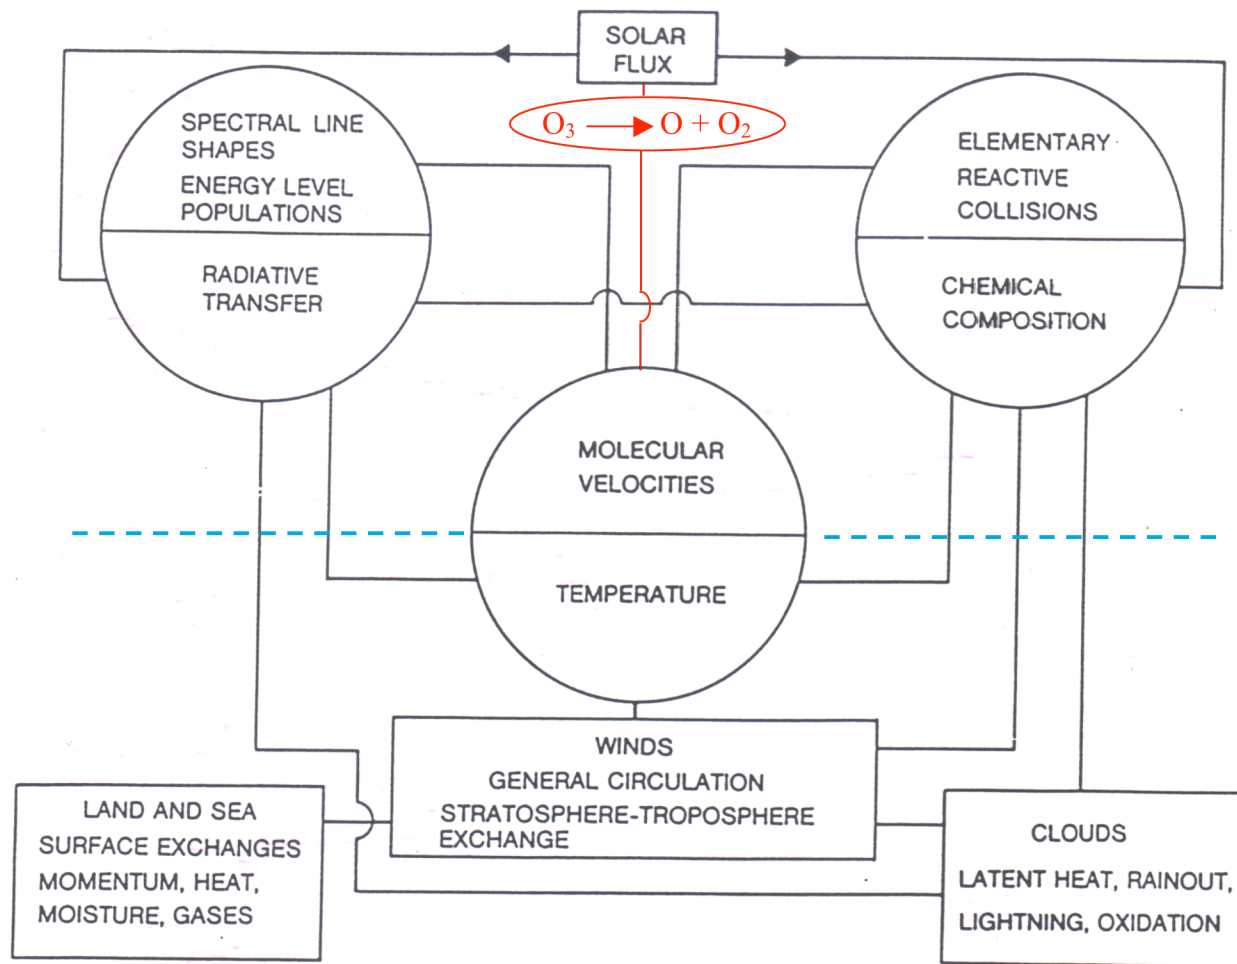 SOLAR
FLUX
O₃ → O + O₂
SPECTRAL LINE
SHAPES
ENERGY LEVEL
POPULATIONS
RADIATIVE
TRANSFER
ELEMENTARY
REACTIVE
COLLISIONS
CHEMICAL
COMPOSITION
MOLECULAR
VELOCITIES
TEMPERATURE
WINDS
GENERAL CIRCULATION
STRATOSPHERE-TROPOSPHERE
EXCHANGE
LAND AND SEA
SURFACE EXCHANGES
MOMENTUM, HEAT,
MOISTURE, GASES
CLOUDS
LATENT HEAT, RAINOUT,
LIGHTNING, OXIDATION